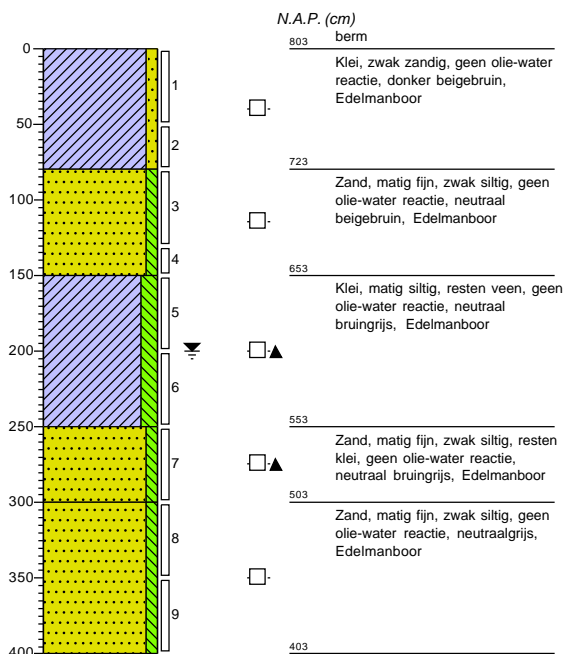 N.A.P. (cm)
803 berm
0
Klei, zwak zandig, geen olie-water
reactie, donker beigebruin,
Edelmanboor
1
50
2
723
Zand, matig fijn, zwak siltig, geen
olie-water reactie, neutraal
beigebruin, Edelmanboor
100
3
4
150
653
Klei, matig siltig, resten veen, geen
olie-water reactie, neutraal
bruingrijs, Edelmanboor
5
200
6
250
553
Zand, matig fijn, zwak siltig, resten
klei, geen olie-water reactie,
neutraal bruingrijs, Edelmanboor
7
300
503
Zand, matig fijn, zwak siltig, geen
olie-water reactie, neutraalgrijs,
Edelmanboor
8
350
9
400
403